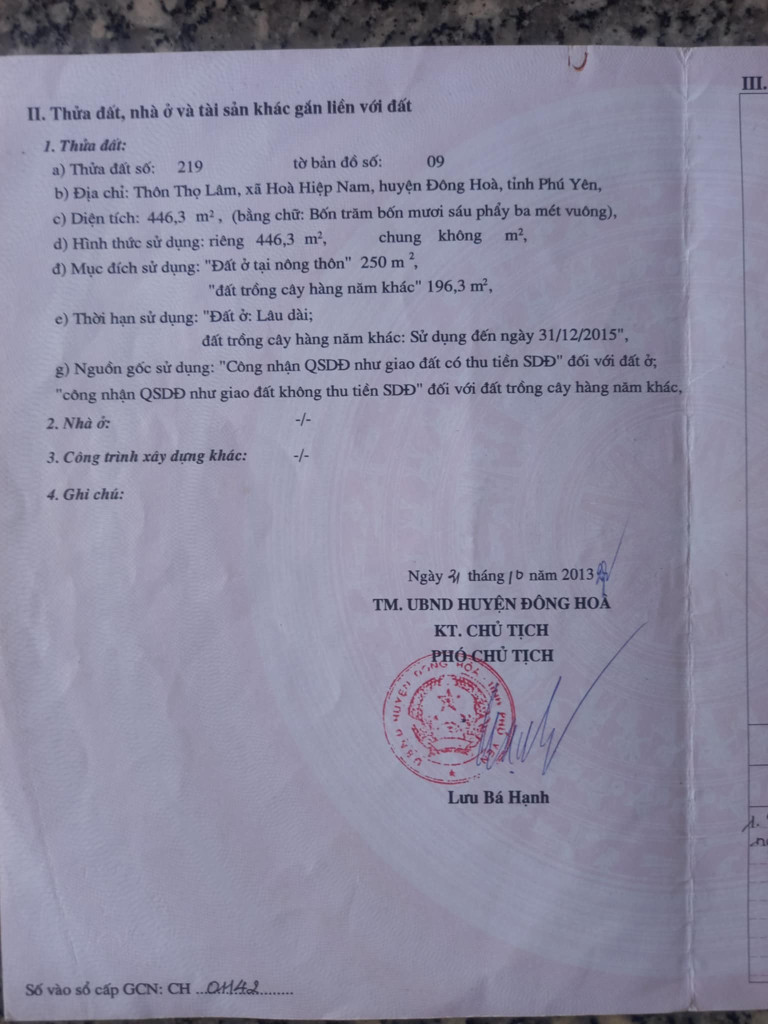 II. Thửa đất, nhà ở và tài sản khác gắn liền với đất
III.
1. Thửa đất:
a) Thửa đất số: 219 tờ bản đồ số: 09
b) Địa chỉ: Thôn Thọ Lâm, xã Hoà Hiệp Nam, huyện Đông Hoà, tỉnh Phú Yên,
c) Diện tích: 446,3 m², (bằng chữ: Bốn trăm bốn mươi sáu phẩy ba mét vuông),
d) Hình thức sử dụng: riêng 446,3 m², chung không m²,
đ) Mục đích sử dụng: "Đất ở tại nông thôn" 250 m²,
"đất trồng cây hàng năm khác" 196,3 m²,
e) Thời hạn sử dụng: "Đất ở: Lâu dài;
đất trồng cây hàng năm khác: Sử dụng đến ngày 31/12/2015",
g) Nguồn gốc sử dụng: "Công nhận QSDĐ như giao đất có thu tiền SDĐ" đối với đất ở;
"công nhận QSDĐ như giao đất không thu tiền SDĐ" đối với đất trồng cây hàng năm khác,
2. Nhà ở: -/-
3. Công trình xây dựng khác: -/-
4. Ghi chú:
Ngày 31 tháng 10 năm 2013
TM. UBND HUYỆN ĐÔNG HOÀ
KT. CHỦ TỊCH
PHÓ CHỦ TỊCH
U.B.N.D HUYỆN ĐÔNG HÒA - TỈNH PHÚ YÊN
Lưu Bá Hạnh
1.
Số vào sổ cấp GCN: CH ...01142........